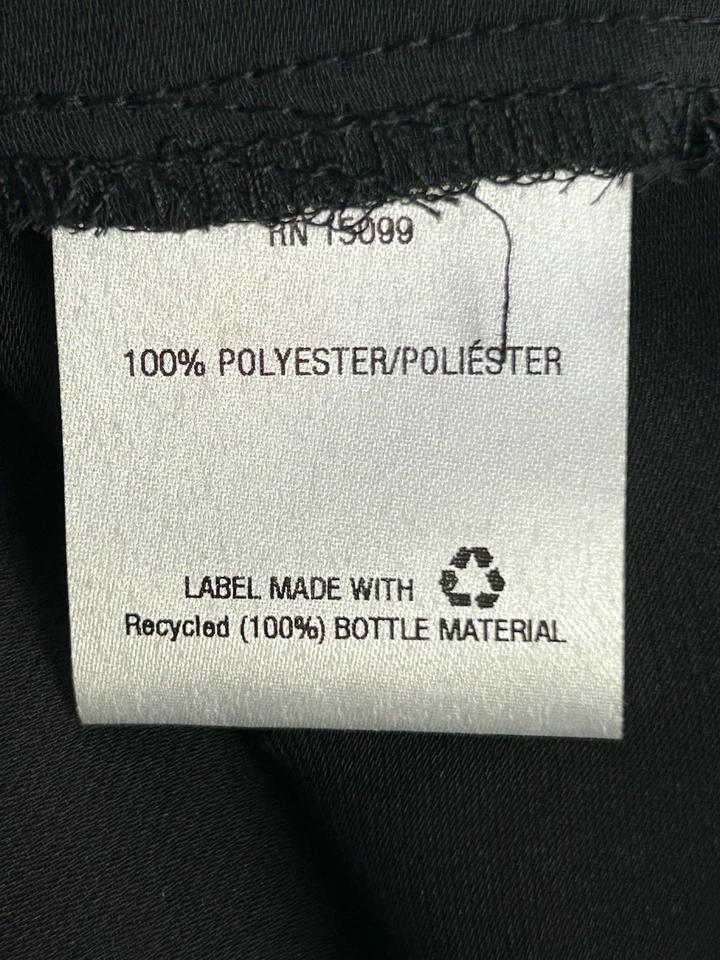 RN 15099
100% POLYESTER/POLIÉSTER
LABEL MADE WITH
Recycled (100%) BOTTLE MATERIAL